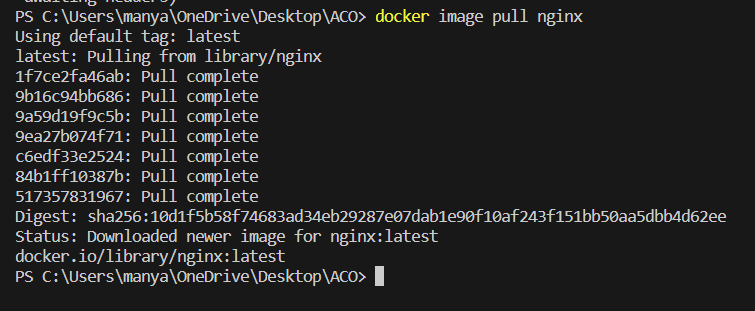 awaiting headers)
PS C:\Users\manya\OneDrive\Desktop\ACO> docker image pull nginx
Using default tag: latest
latest: Pulling from library/nginx
1f7ce2fa46ab: Pull complete
9b16c94bb686: Pull complete
9a59d19f9c5b: Pull complete
9ea27b074f71: Pull complete
c6edf33e2524: Pull complete
84b1ff10387b: Pull complete
517357831967: Pull complete
Digest: sha256:10d1f5b58f74683ad34eb29287e07dab1e90f10af243f151bb50aa5dbb4d62ee
Status: Downloaded newer image for nginx:latest
docker.io/library/nginx:latest
PS C:\Users\manya\OneDrive\Desktop\ACO>